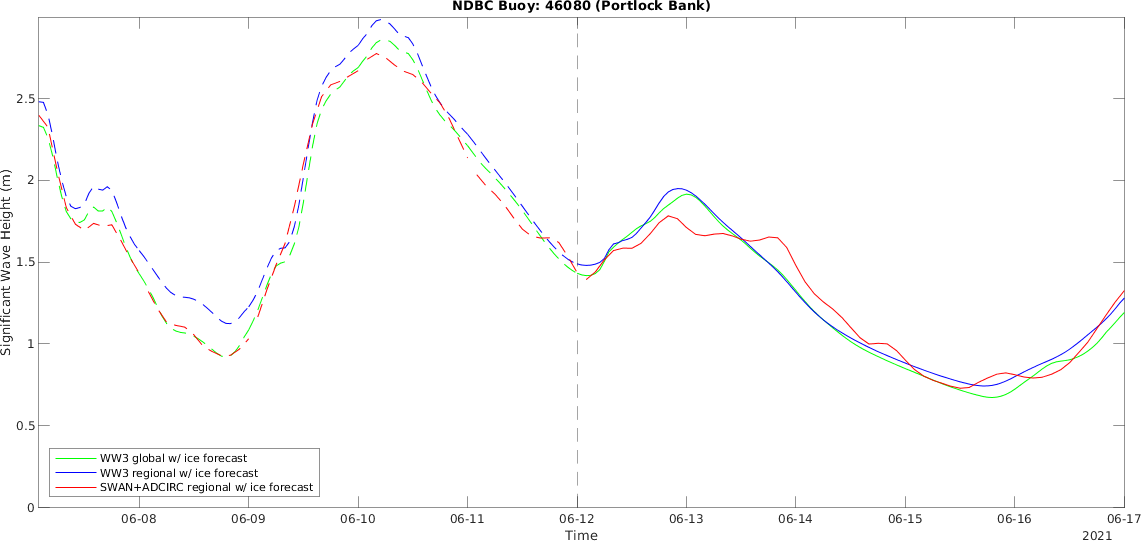 NDBC Buoy: 46080 (Portlock Bank)
Significant Wave Height (m)
2.5
2
1.5
1
0.5
0
WW3 global w/ ice forecast
WW3 regional w/ ice forecast
SWAN+ADCIRC regional w/ ice forecast
06-08 06-09 06-10 06-11 06-12 06-13 06-14 06-15 06-16 06-17
Time
2021